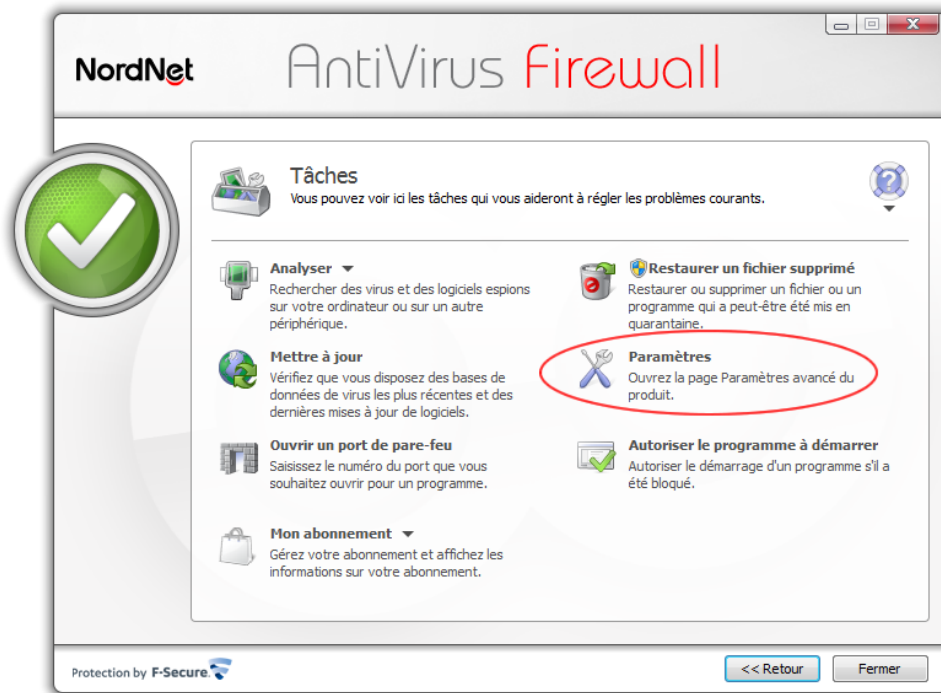 NordNet AntiVirus Firewall
Tâches
Vous pouvez voir ici les tâches qui vous aideront à régler les problèmes courants.
Analyser
Rechercher des virus et des logiciels espions
sur votre ordinateur ou sur un autre
périphérique.
Restaurer un fichier supprimé
Restaurer ou supprimer un fichier ou un
programme qui a peut-être été mis en
quarantaine.
Mettre à jour
Vérifiez que vous disposez des bases de
données de virus les plus récentes et des
dernières mises à jour de logiciels.
Paramètres
Ouvrez la page Paramètres avancé du
produit.
Ouvrir un port de pare-feu
Saisissez le numéro du port que vous
souhaitez ouvrir pour un programme.
Autoriser le programme à démarrer
Autoriser le démarrage d'un programme s'il a
été bloqué.
Mon abonnement
Gérez votre abonnement et affichez les
informations sur votre abonnement.
Protection by F-Secure.
<< Retour
Fermer